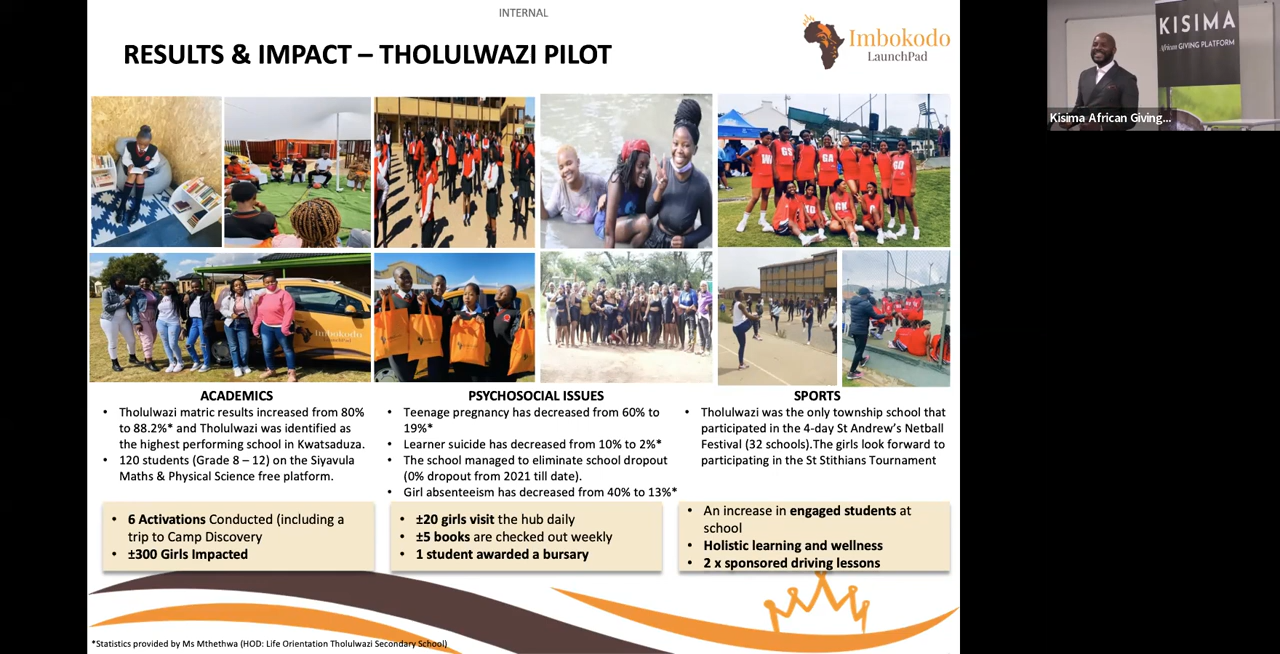 INTERNAL
RESULTS & IMPACT – THOLULWAZI PILOT
Imbokodo
LaunchPad
KISIMA
African GIVING PLATFORM
Kisima African Giving...
WA
GS
GA
GD
GK
C
Imbokodo
LaunchPad
ACADEMICS
• Tholulwazi matric results increased from 80%
to 88.2%* and Tholulwazi was identified as
the highest performing school in Kwatsaduza.
• 120 students (Grade 8 – 12) on the Siyavula
Maths & Physical Science free platform.
PSYCHOSOCIAL ISSUES
• Teenage pregnancy has decreased from 60% to
19%*
• Learner suicide has decreased from 10% to 2%*
• The school managed to eliminate school dropout
(0% dropout from 2021 till date).
• Girl absenteeism has decreased from 40% to 13%*
SPORTS
• Tholulwazi was the only township school that
participated in the 4-day St Andrew’s Netball
Festival (32 schools).The girls look forward to
participating in the St Stithians Tournament
• 6 Activations Conducted (including a
trip to Camp Discovery
• ±300 Girls Impacted
• ±20 girls visit the hub daily
• ±5 books are checked out weekly
• 1 student awarded a bursary
• An increase in engaged students at
school
• Holistic learning and wellness
• 2 x sponsored driving lessons
*Statistics provided by Ms Mthethwa (HOD: Life Orientation Tholulwazi Secondary School)